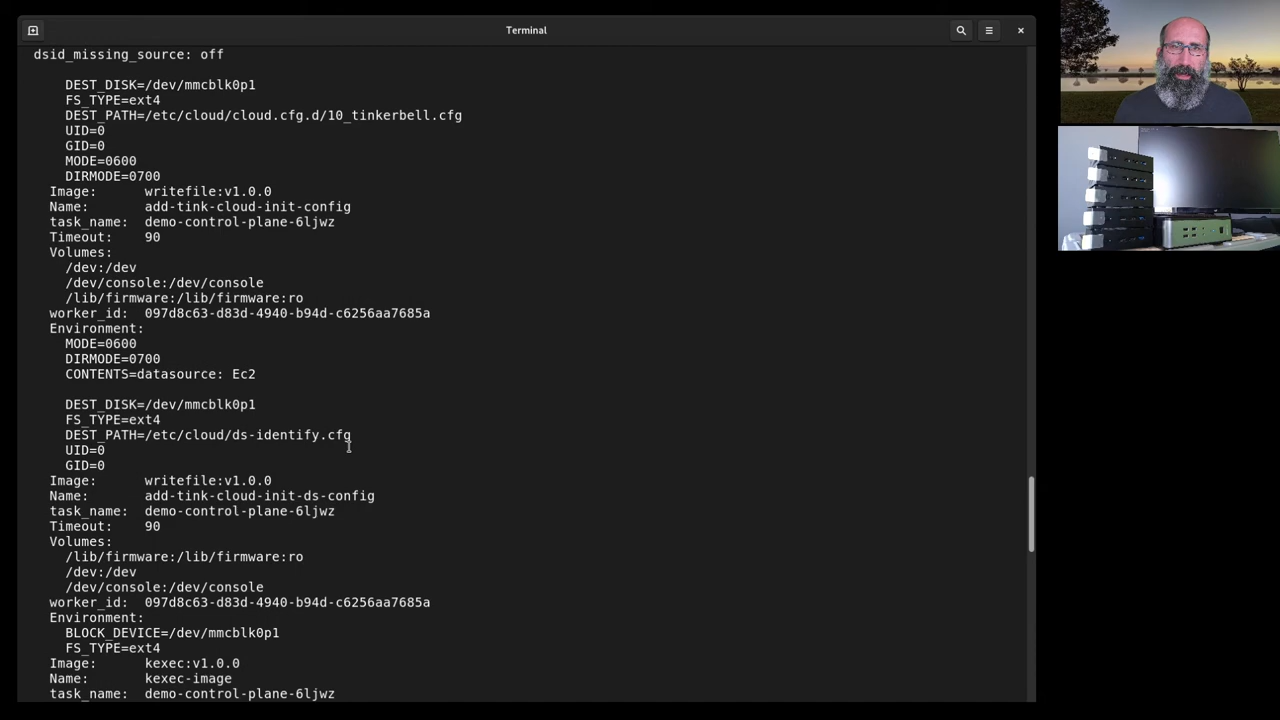 Terminal
dsid_missing_source: off
DEST_DISK=/dev/mmcblk0p1
FS_TYPE=ext4
DEST_PATH=/etc/cloud/cloud.cfg.d/10_tinkerbell.cfg
UID=0
GID=0
MODE=0600
DIRMODE=0700
Image: writefile:v1.0.0
Name: add-tink-cloud-init-config
task_name: demo-control-plane-6ljwz
Timeout: 90
Volumes:
/dev:/dev
/dev/console:/dev/console
/lib/firmware:/lib/firmware:ro
worker_id: 097d8c63-d83d-4940-b94d-c6256aa7685a
Environment:
MODE=0600
DIRMODE=0700
CONTENTS=datasource: Ec2
DEST_DISK=/dev/mmcblk0p1
FS_TYPE=ext4
DEST_PATH=/etc/cloud/ds-identify.cfg
UID=0
GID=0
Image: writefile:v1.0.0
Name: add-tink-cloud-init-ds-config
task_name: demo-control-plane-6ljwz
Timeout: 90
Volumes:
/lib/firmware:/lib/firmware:ro
/dev:/dev
/dev/console:/dev/console
worker_id: 097d8c63-d83d-4940-b94d-c6256aa7685a
Environment:
BLOCK_DEVICE=/dev/mmcblk0p1
FS_TYPE=ext4
Image: kexec:v1.0.0
Name: kexec-image
task_name: demo-control-plane-6ljwz